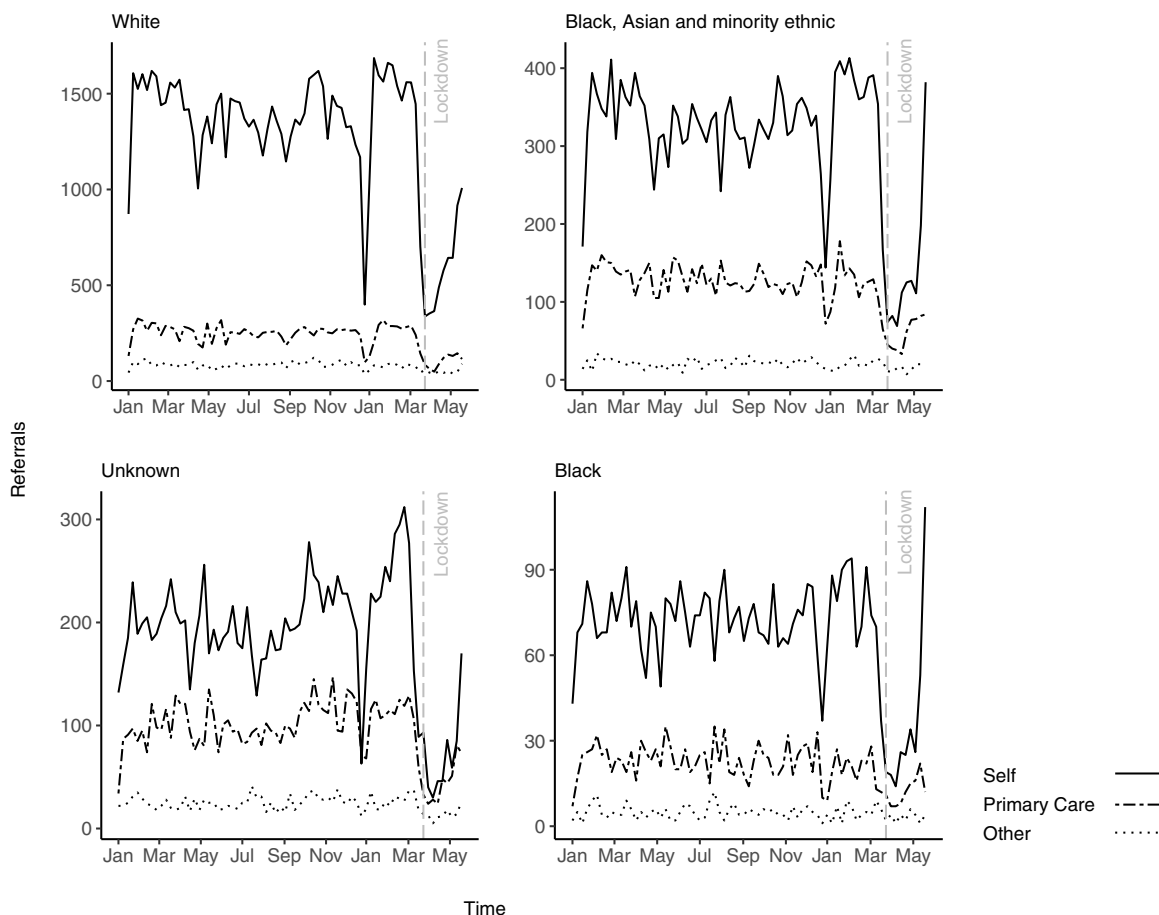 White
Black, Asian and minority ethnic
Lockdown
Lockdown
1500
1000
500
0
400
300
200
100
0
Jan Mar May Jul Sep Nov Jan Mar May
Jan Mar May Jul Sep Nov Jan Mar May
Referrals
Unknown
Black
Lockdown
Lockdown
300
200
100
0
90
60
30
0
Jan Mar May Jul Sep Nov Jan Mar May
Jan Mar May Jul Sep Nov Jan Mar May
Self
Primary Care
Other
Time